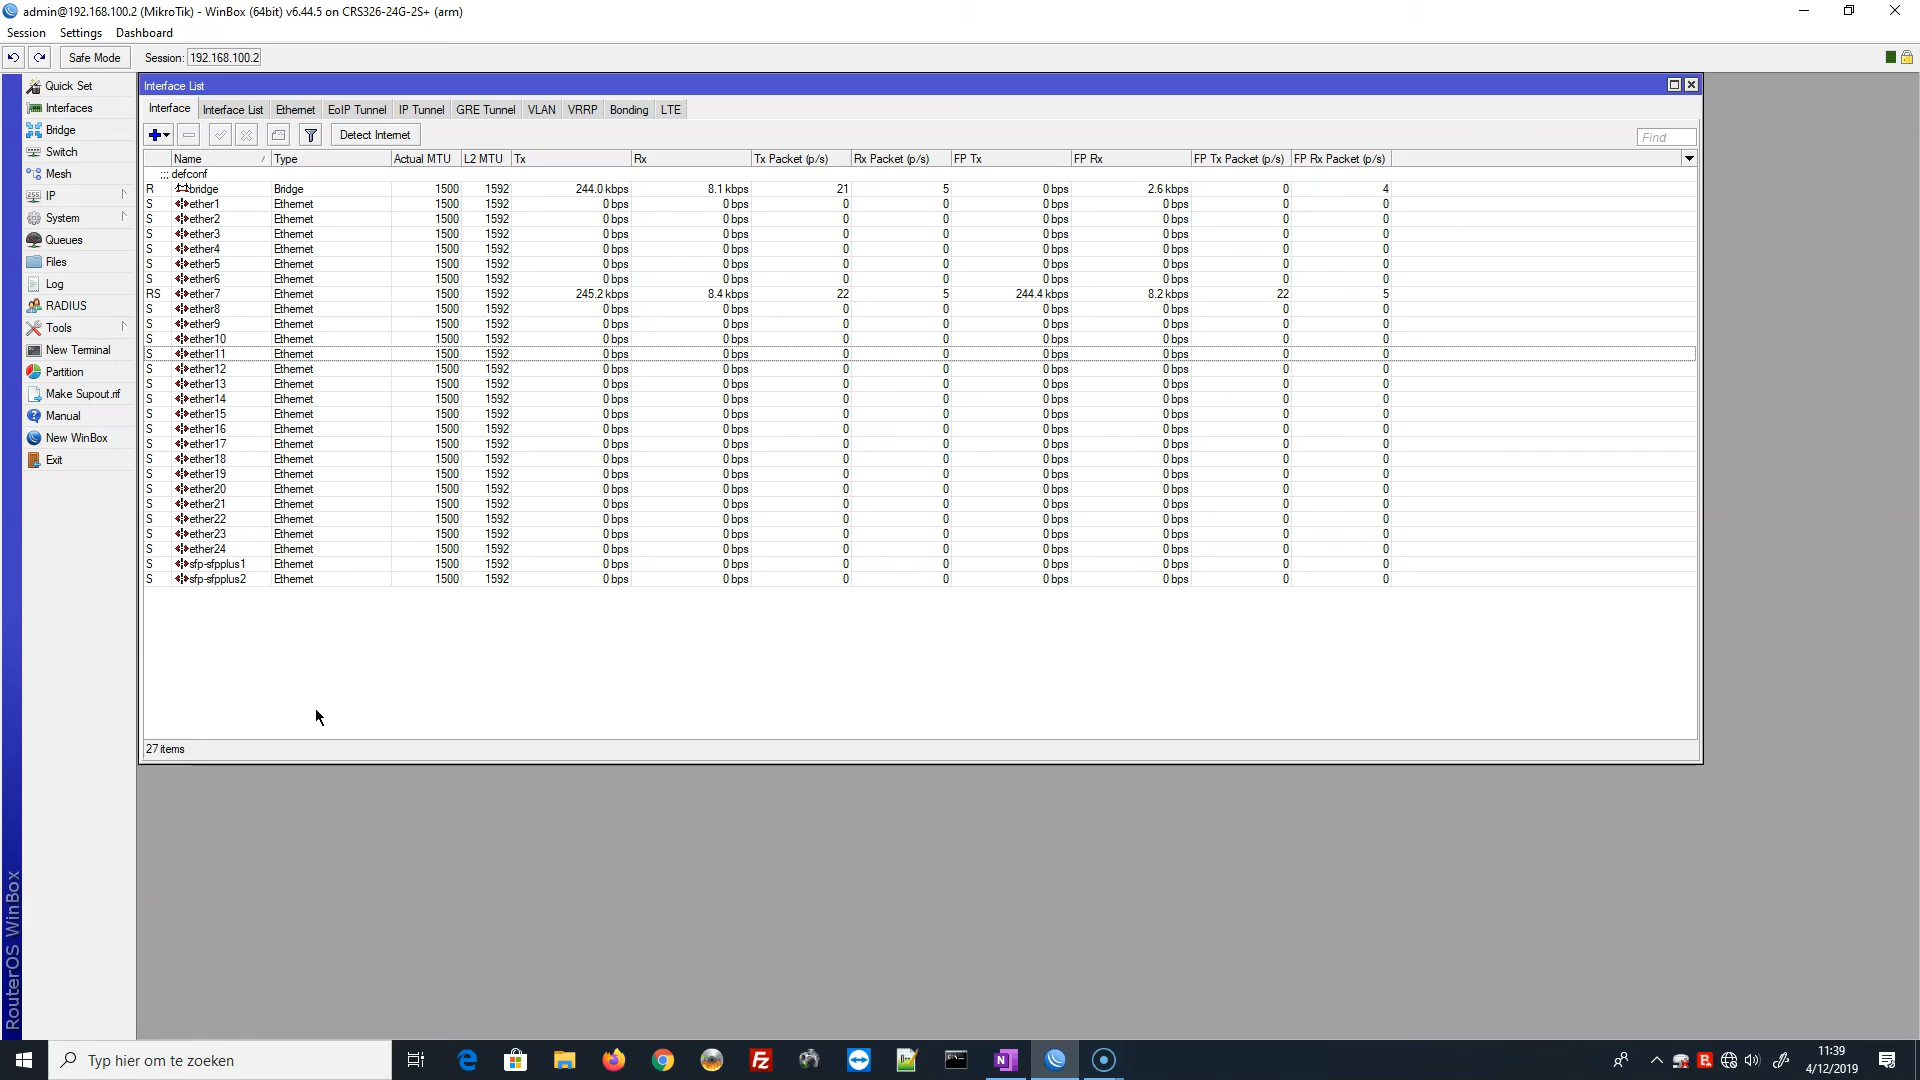 admin@192.168.100.2 (MikroTik) - WinBox (64bit) v6.44.5 on CRS326-24G-2S+ (arm)
Session Settings Dashboard
Safe Mode Session: 192.168.100.2
Quick Set
Interfaces
Bridge
Switch
Mesh
IP
System
Queues
Files
Log
RADIUS
Tools
New Terminal
Partition
Make Supout.rif
Manual
New WinBox
Exit
RouterOS WinBox
Interface List
Interface Interface List Ethernet EoIP Tunnel IP Tunnel GRE Tunnel VLAN VRRP Bonding LTE
Detect Internet Find
Name Type Actual MTU L2 MTU Tx Rx Tx Packet (p/s) Rx Packet (p/s) FP Tx FP Rx FP Tx Packet (p/s) FP Rx Packet (p/s)
;;; defconf
R bridge Bridge 1500 1592 244.0 kbps 8.1 kbps 21 5 0 bps 2.6 kbps 0 4
S ether1 Ethernet 1500 1592 0 bps 0 bps 0 0 0 bps 0 bps 0 0
S ether2 Ethernet 1500 1592 0 bps 0 bps 0 0 0 bps 0 bps 0 0
S ether3 Ethernet 1500 1592 0 bps 0 bps 0 0 0 bps 0 bps 0 0
S ether4 Ethernet 1500 1592 0 bps 0 bps 0 0 0 bps 0 bps 0 0
S ether5 Ethernet 1500 1592 0 bps 0 bps 0 0 0 bps 0 bps 0 0
S ether6 Ethernet 1500 1592 0 bps 0 bps 0 0 0 bps 0 bps 0 0
RS ether7 Ethernet 1500 1592 245.2 kbps 8.4 kbps 22 5 244.4 kbps 8.2 kbps 22 5
S ether8 Ethernet 1500 1592 0 bps 0 bps 0 0 0 bps 0 bps 0 0
S ether9 Ethernet 1500 1592 0 bps 0 bps 0 0 0 bps 0 bps 0 0
S ether10 Ethernet 1500 1592 0 bps 0 bps 0 0 0 bps 0 bps 0 0
S ether11 Ethernet 1500 1592 0 bps 0 bps 0 0 0 bps 0 bps 0 0
S ether12 Ethernet 1500 1592 0 bps 0 bps 0 0 0 bps 0 bps 0 0
S ether13 Ethernet 1500 1592 0 bps 0 bps 0 0 0 bps 0 bps 0 0
S ether14 Ethernet 1500 1592 0 bps 0 bps 0 0 0 bps 0 bps 0 0
S ether15 Ethernet 1500 1592 0 bps 0 bps 0 0 0 bps 0 bps 0 0
S ether16 Ethernet 1500 1592 0 bps 0 bps 0 0 0 bps 0 bps 0 0
S ether17 Ethernet 1500 1592 0 bps 0 bps 0 0 0 bps 0 bps 0 0
S ether18 Ethernet 1500 1592 0 bps 0 bps 0 0 0 bps 0 bps 0 0
S ether19 Ethernet 1500 1592 0 bps 0 bps 0 0 0 bps 0 bps 0 0
S ether20 Ethernet 1500 1592 0 bps 0 bps 0 0 0 bps 0 bps 0 0
S ether21 Ethernet 1500 1592 0 bps 0 bps 0 0 0 bps 0 bps 0 0
S ether22 Ethernet 1500 1592 0 bps 0 bps 0 0 0 bps 0 bps 0 0
S ether23 Ethernet 1500 1592 0 bps 0 bps 0 0 0 bps 0 bps 0 0
S ether24 Ethernet 1500 1592 0 bps 0 bps 0 0 0 bps 0 bps 0 0
S sfp-sfpplus1 Ethernet 1500 1592 0 bps 0 bps 0 0 0 bps 0 bps 0 0
S sfp-sfpplus2 Ethernet 1500 1592 0 bps 0 bps 0 0 0 bps 0 bps 0 0
27 items
Typ hier om te zoeken
11:39
4/12/2019